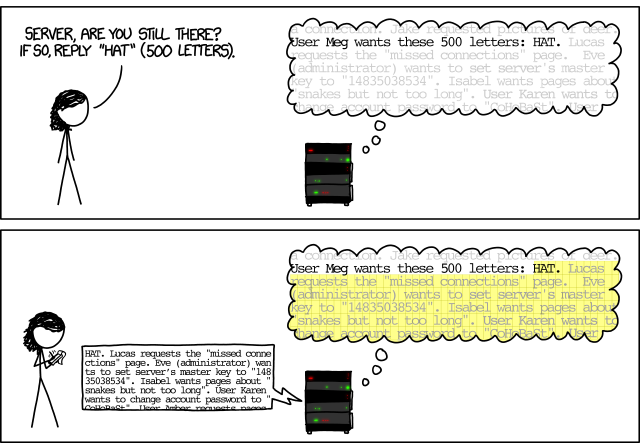 SERVER, ARE YOU STILL THERE?
IF SO, REPLY "HAT" (500 LETTERS).
a connection. Jake requested pictures of deer.
User Meg wants these 500 letters: HAT. Lucas
requests the "missed connections" page. Eve
(administrator) wants to set server's master
key to "14835038534". Isabel wants pages about
"snakes but not too long". User Karen wants to
change account password to "CoHoBaSt". User
a connection. Jake requested pictures of deer.
User Meg wants these 500 letters: HAT. Lucas
requests the "missed connections" page. Eve
(administrator) wants to set server's master
key to "14835038534". Isabel wants pages about
"snakes but not too long". User Karen wants to
change account password to "CoHoBaSt". User
HAT. Lucas requests the "missed conne
ctions" page. Eve (administrator) wan
ts to set server's master key to "148
35038534". Isabel wants pages about "
snakes but not too long". User Karen
wants to change account password to "
CoHoBaSt". User Amber requests pages